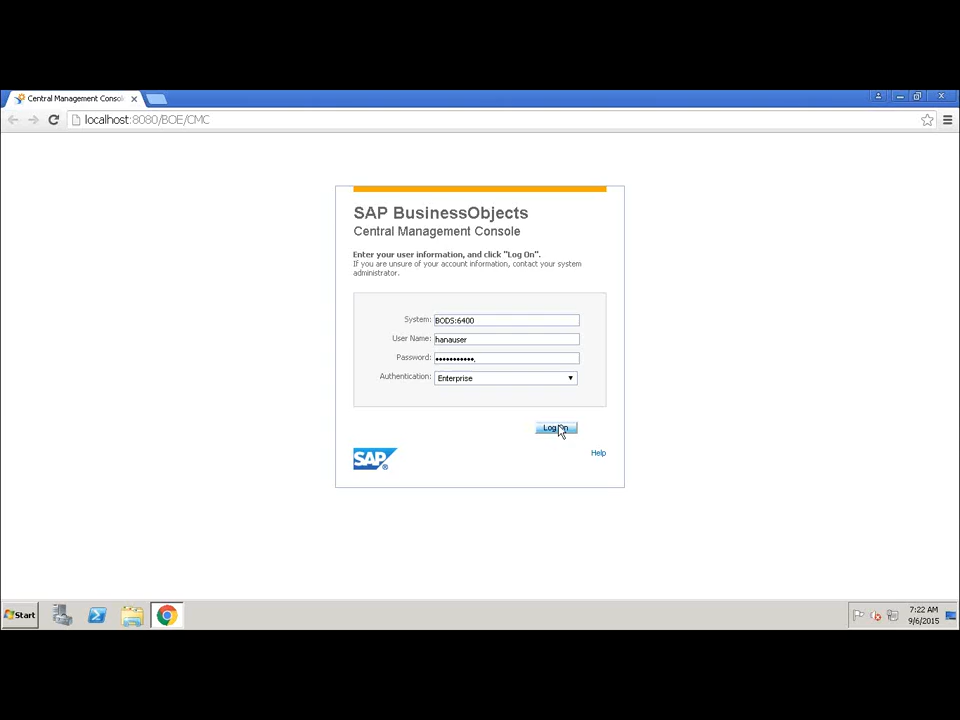 Central Management Conso
localhost:8080/BOE/CMC
SAP BusinessObjects
Central Management Console
Enter your user information, and click "Log On".
If you are unsure of your account information, contact your system
administrator.
System: BODS:6400
User Name: hanauser
Password:
Authentication: Enterprise
Log On
SAP®
Help
Start
7:22 AM
9/6/2015